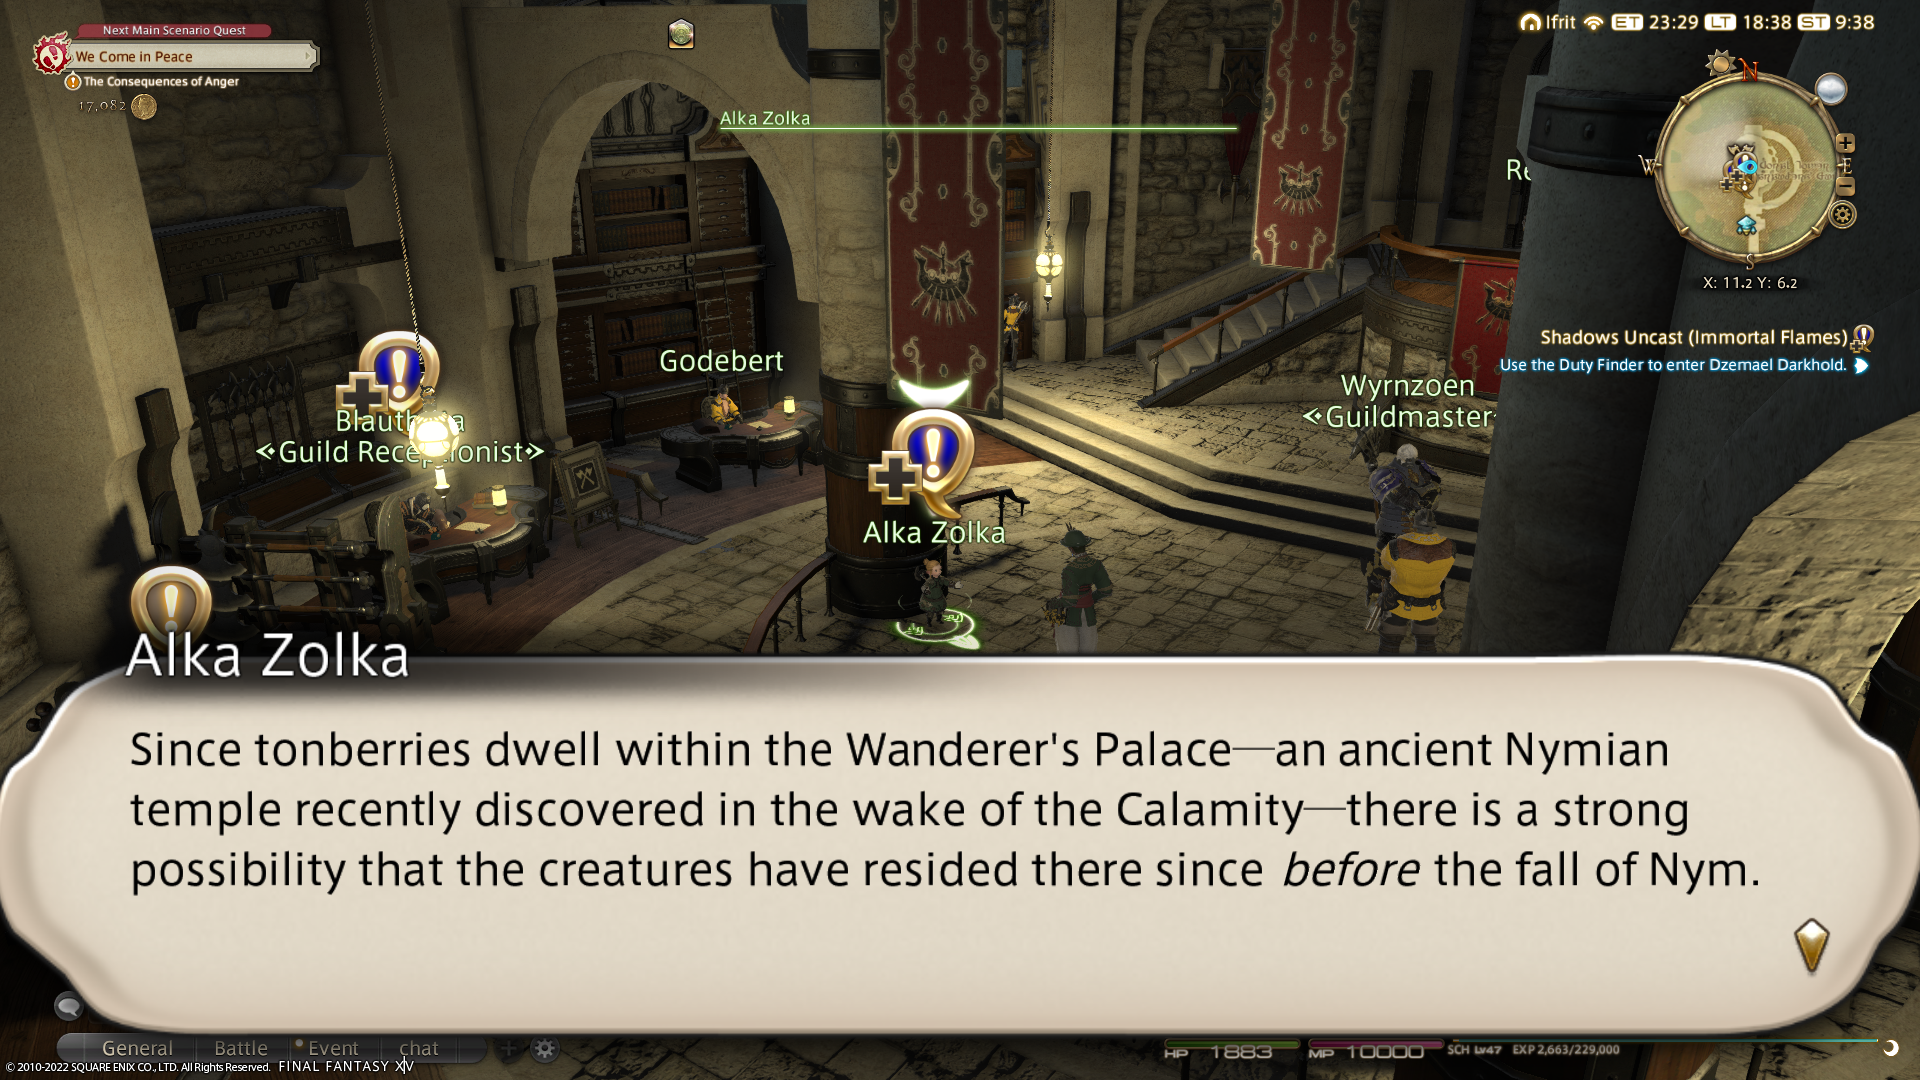 Next Main Scenario Quest
We Come in Peace
The Consequences of Anger
17,082
Ifrit ET 23:29 LT 18:38 ST 9:38
Alka Zolka
N
W
E
S
X: 11.2 Y: 6.2
Shadows Uncast (Immortal Flames)
Use the Duty Finder to enter Dzemael Darkhold.
Godebert
Wyrnzoen
<Guildmaster
<Guild Receptionist>
Alka Zolka
Alka Zolka
Since tonberries dwell within the Wanderer's Palace—an ancient Nymian
temple recently discovered in the wake of the Calamity—there is a strong
possibility that the creatures have resided there since before the fall of Nym.
General Battle Event chat
HP 1883 MP 10000 SCH Lv47 EXP 2,663/229,000
© 2010-2022 SQUARE ENIX CO., LTD. All Rights Reserved. FINAL FANTASY XIV